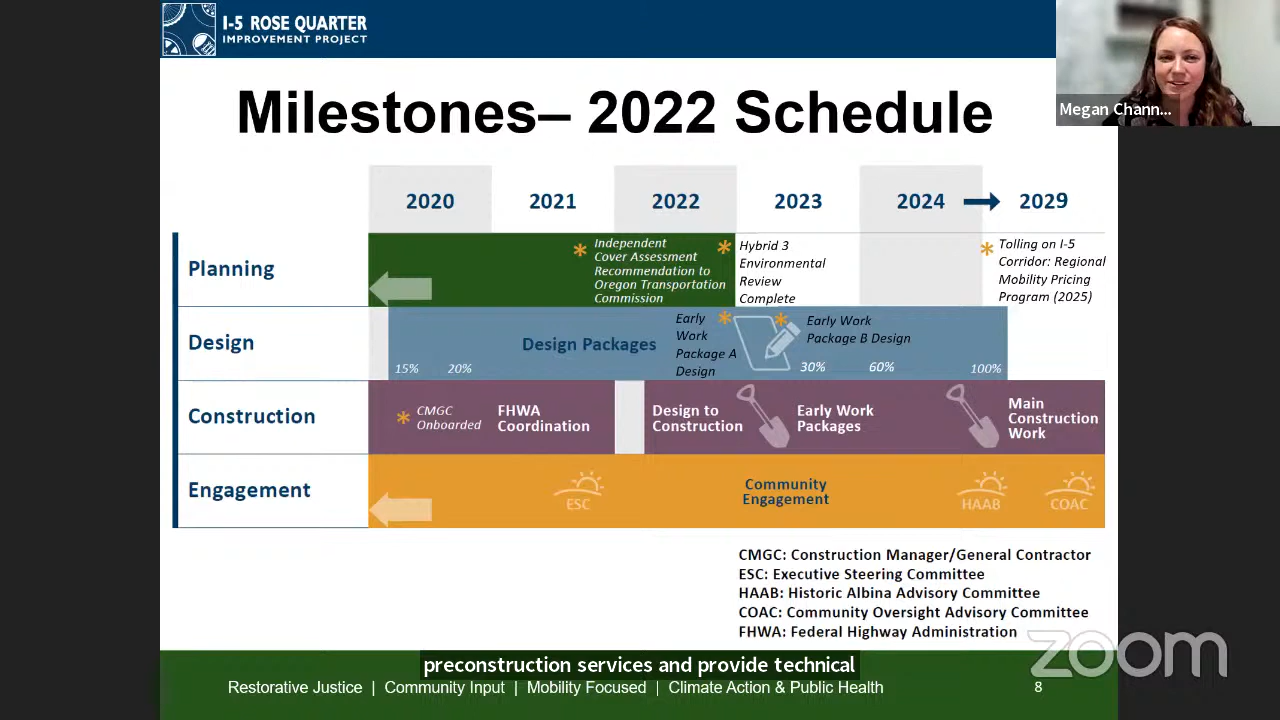 I-5 ROSE QUARTER
IMPROVEMENT PROJECT
Megan Chann...
Milestones– 2022 Schedule
2020
2021
2022
2023
2024
2029
Planning
* Independent
Cover Assessment
Recommendation to
Oregon Transportation
Commission
* Hybrid 3
Environmental
Review
Complete
* Tolling on I-5
Corridor: Regional
Mobility Pricing
Program (2025)
Design
15%
20%
Design Packages
Early *
Work
Package A
Design
* Early Work
Package B Design
30%
60%
100%
Construction
* CMGC
Onboarded
FHWA
Coordination
Design to
Construction
Early Work
Packages
Main
Construction
Work
Engagement
ESC
Community
Engagement
HAAB
COAC
CMGC: Construction Manager/General Contractor
ESC: Executive Steering Committee
HAAB: Historic Albina Advisory Committee
COAC: Community Oversight Advisory Committee
FHWA: Federal Highway Administration
zoom
preconstruction services and provide technical
Restorative Justice | Community Input | Mobility Focused | Climate Action & Public Health
8